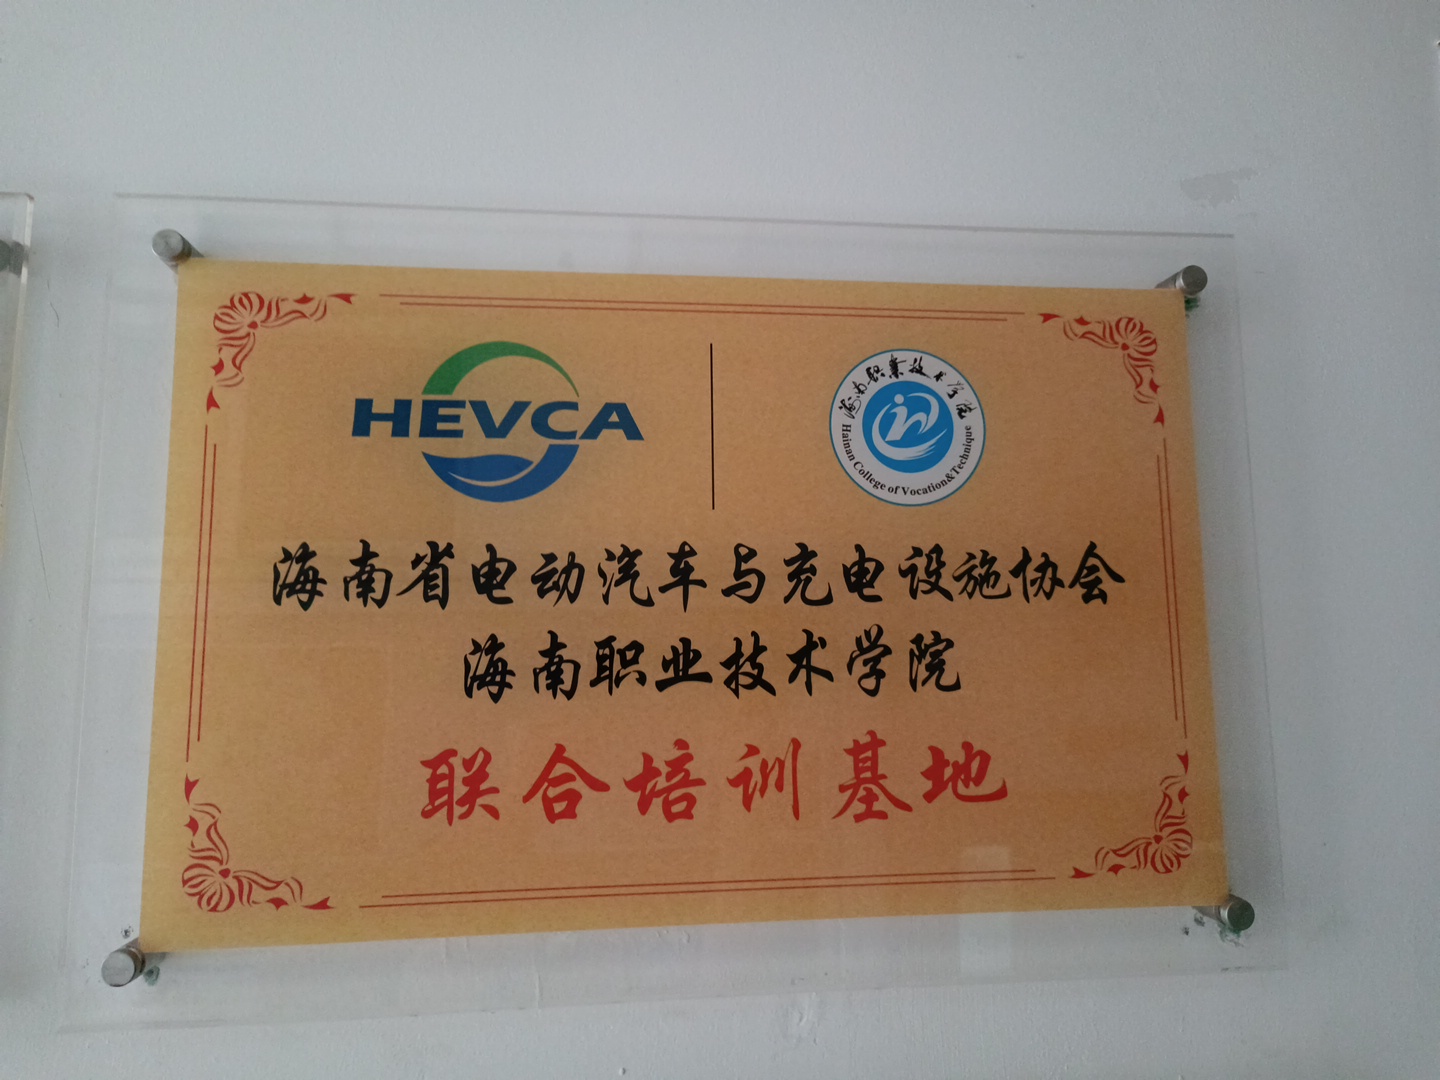 HEVCA
海南职业技术学院
Hainan College of Vocation&Technique
海南省电动汽车与充电设施协会
海南职业技术学院
联合培训基地